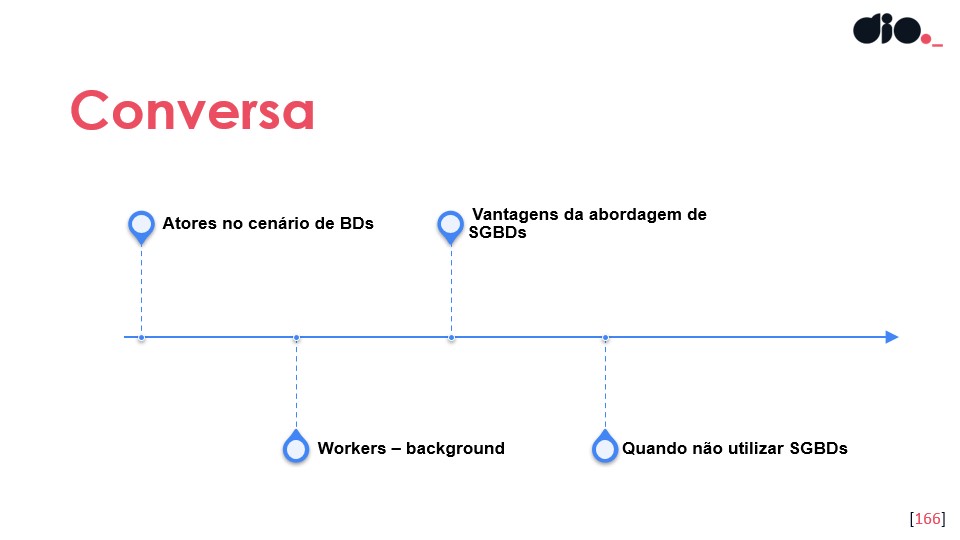 dio._
Conversa
Atores no cenário de BDs
Vantagens da abordagem de
SGBDs
Workers – background
Quando não utilizar SGBDs
[166]